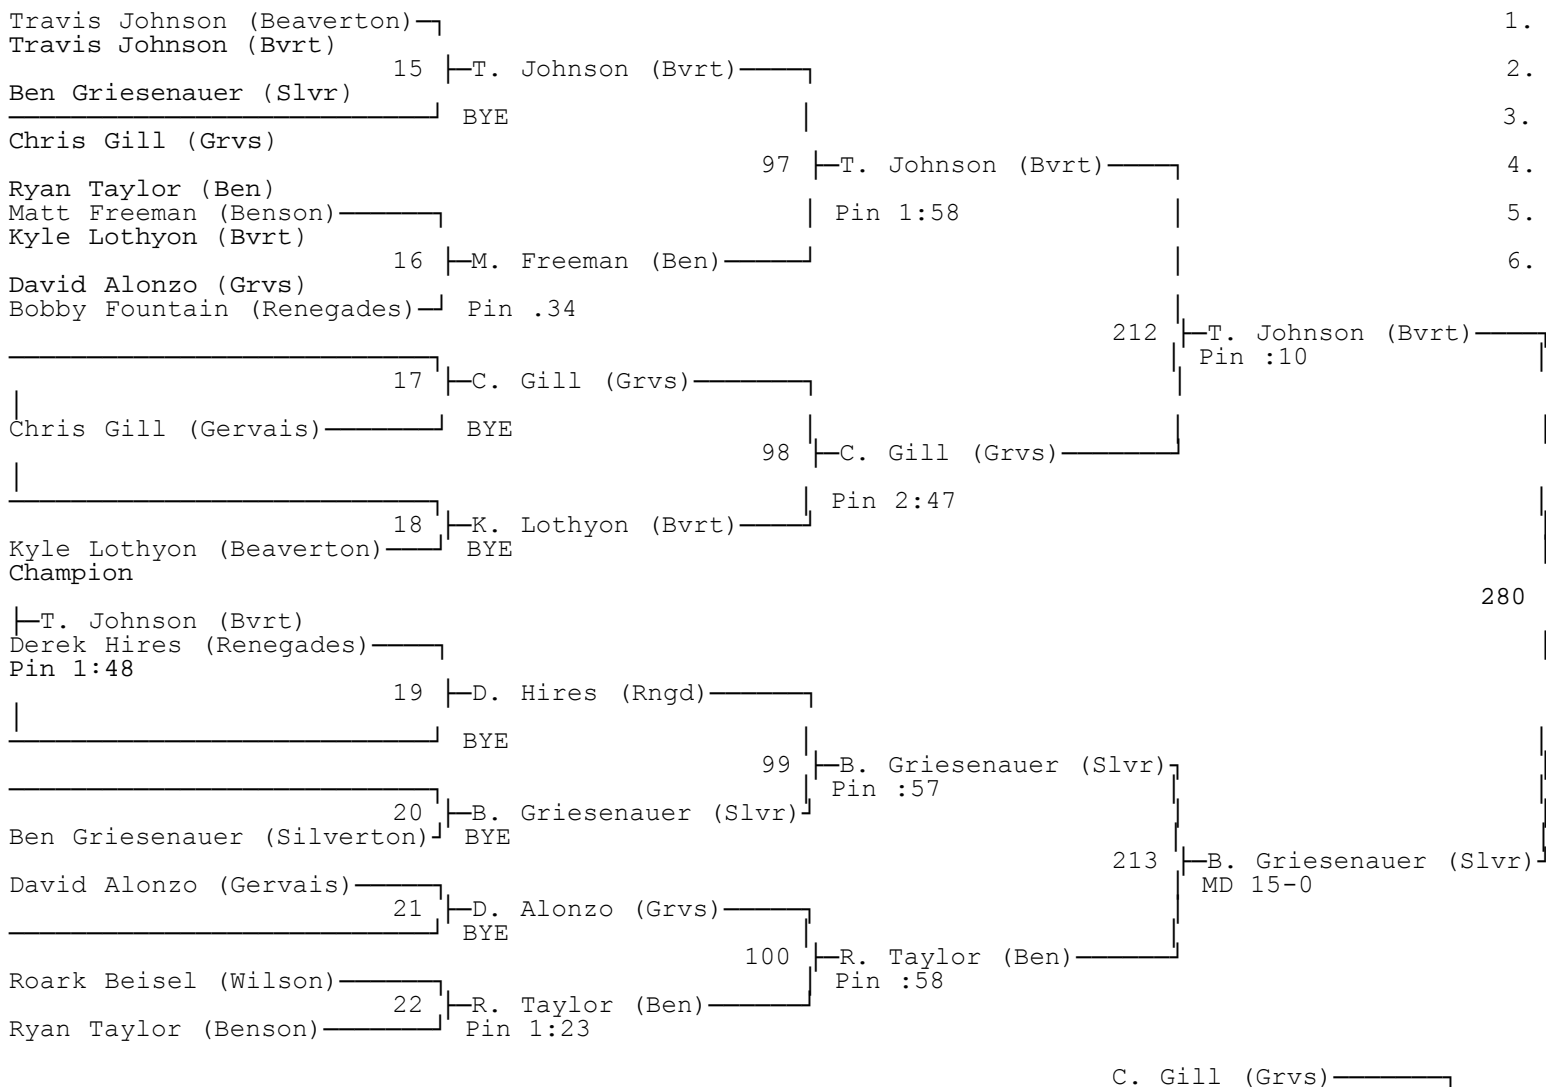 Travis Johnson (Beaverton) 1.
Travis Johnson (Bvrt)
15 T. Johnson (Bvrt) 2.
Ben Griesenauer (Slvr)
BYE 3.
Chris Gill (Grvs)
97 T. Johnson (Bvrt) 4.
Ryan Taylor (Ben)
Matt Freeman (Benson) Pin 1:58 5.
Kyle Lothyon (Bvrt)
16 M. Freeman (Ben) 6.
David Alonzo (Grvs)
Bobby Fountain (Renegades) Pin .34
212 T. Johnson (Bvrt)
Pin :10
17 C. Gill (Grvs)
Chris Gill (Gervais) BYE
98 C. Gill (Grvs)
Pin 2:47
18 K. Lothyon (Bvrt)
Kyle Lothyon (Beaverton) BYE
Champion
280
T. Johnson (Bvrt)
Derek Hires (Renegades)
Pin 1:48
19 D. Hires (Rngd)
BYE
99 B. Griesenauer (Slvr)
Pin :57
20 B. Griesenauer (Slvr)
Ben Griesenauer (Silverton) BYE
213 B. Griesenauer (Slvr)
David Alonzo (Gervais) MD 15-0
21 D. Alonzo (Grvs)
BYE
100 R. Taylor (Ben)
Roark Beisel (Wilson) Pin :58
22 R. Taylor (Ben)
Ryan Taylor (Benson) Pin 1:23
C. Gill (Grvs)